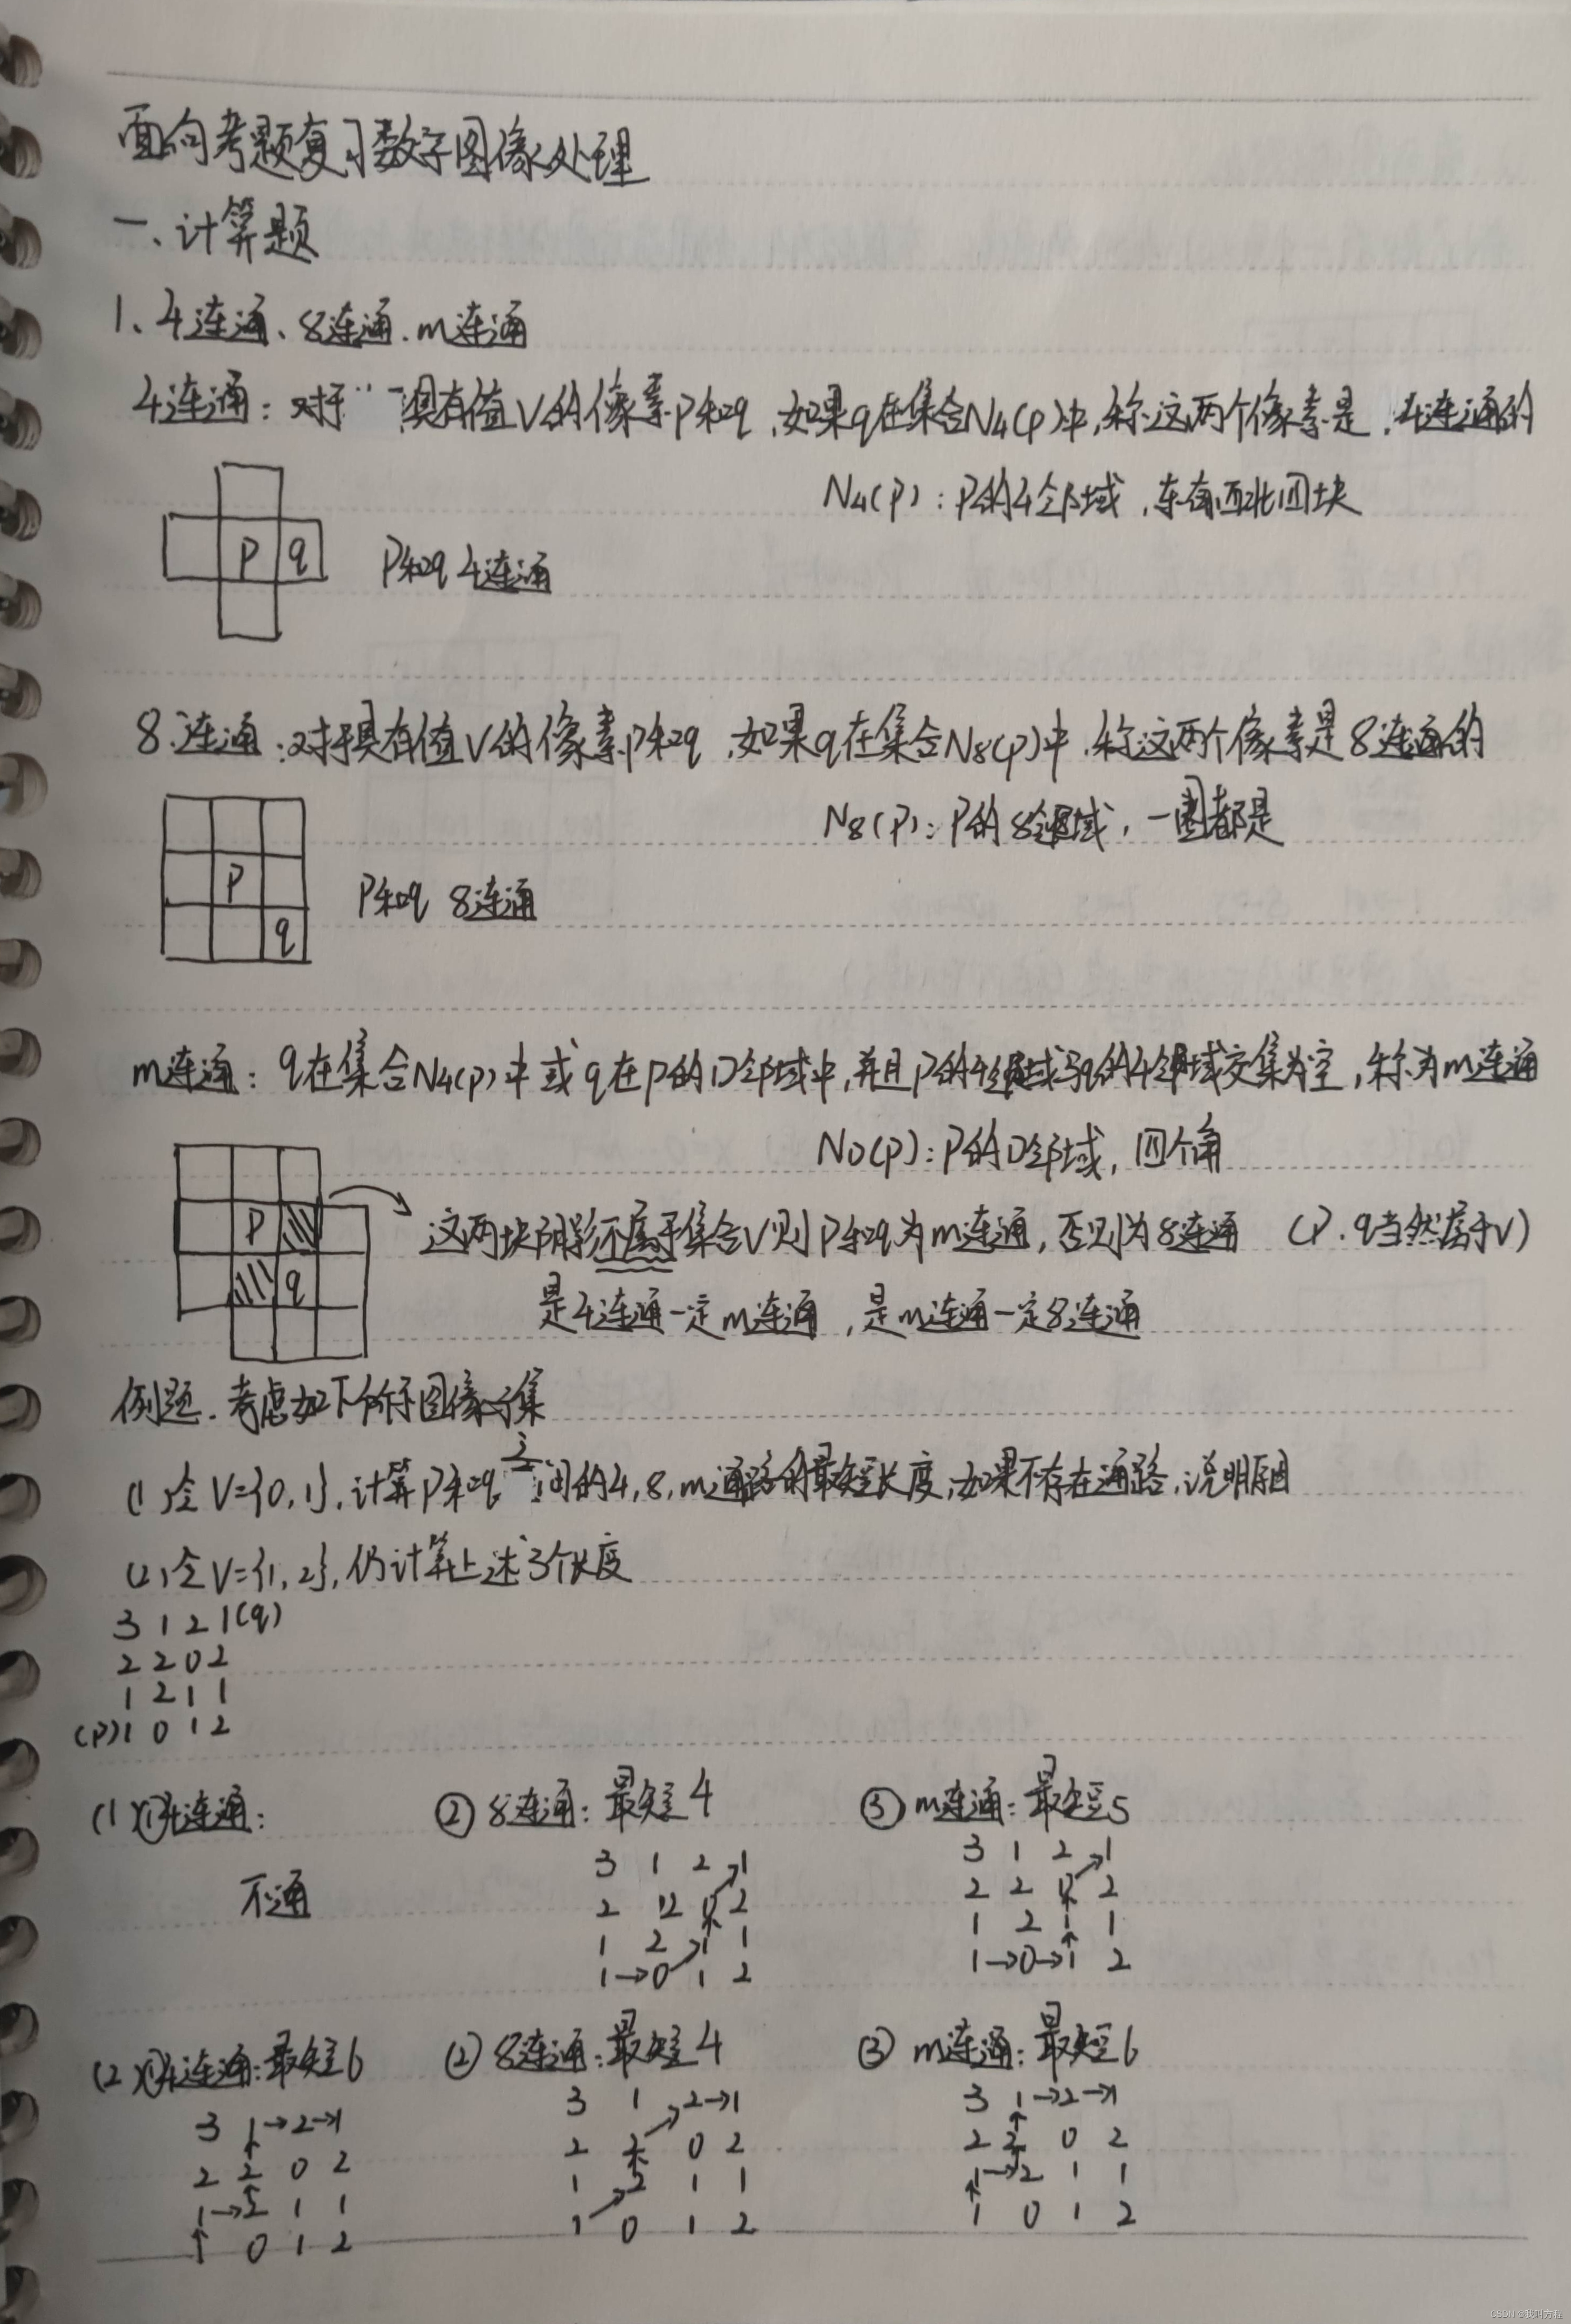 面向考题复习数字图像处理
一、计算题
1、4连通、8连通、m连通
4连通：对于具有值V的像素P和q，如果q在集合N4(P)中，称这两个像素是4连通的
N4(P)：P的4邻域，东南西北四块
P q
P和q 4连通
8连通：对于具有值V的像素P和q，如果q在集合N8(P)中，称这两个像素是8连通的
N8(P)：P的8邻域，一圈都是
P
P和q 8连通
q
m连通：q在集合N4(P)中或q在P的D邻域中，并且P的4邻域与q的4邻域交集为空，称为m连通
ND(P)：P的D邻域，四个角
P
这两块阴影不属于集合V则P和q为m连通，否则为8连通 (P、q当然属于V)
q
是4连通一定m连通，是m连通一定8连通
例题、考虑如下所示图像子集
(1)令V={0,1}，计算P和q之间的4,8,m通路的最短长度，如果不存在通路，说明原因
(2)令V={1,2}，仍计算上述3个长度
3 1 2 1(q)
2 2 0 2
1 2 1 1
(P)1 0 1 2
(1)①4连通：
不通
②8连通：最短4
3 1 2 1
2 2 0 2
1 2 1 1
1→0 1 2
③m连通：最短5
3 1 2 1
2 2 0 2
1 2 1 1
1→0→1 2
(2)①4连通：最短6
3 1→2→1
2 2 0 2
1→2 1 1
0 1 2
②8连通：最短4
3 1 2→1
2 2 0 2
1 2 1 1
1 0 1 2
③m连通：最短6
3 1→2→1
2 2 0 2
1→2 1 1
1 0 1 2
CSDN @我叫方程